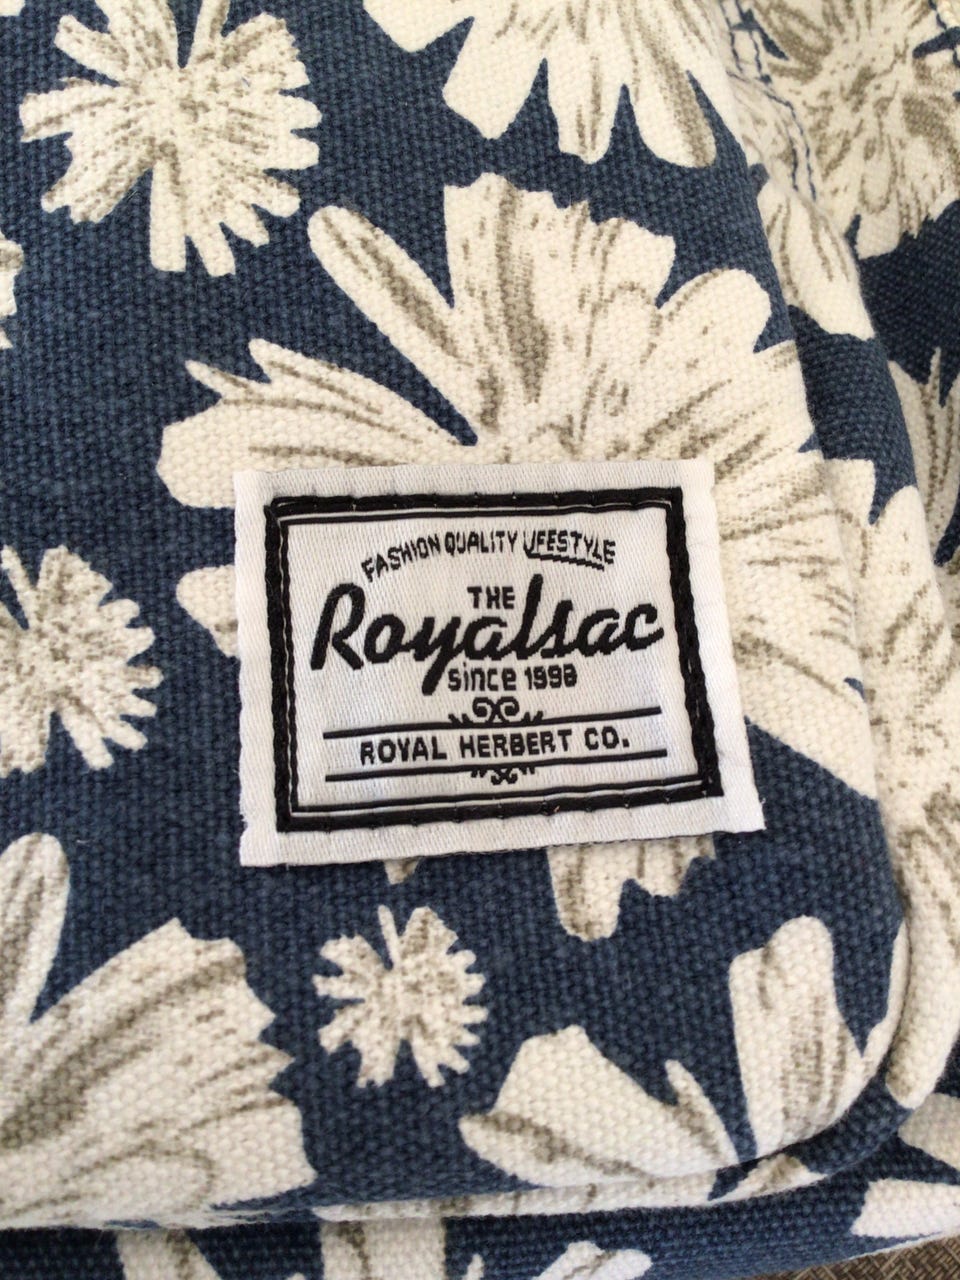 FASHION QUALITY LIFESTYLE
THE
Royalsac
since 1998
ROYAL HERBERT CO.